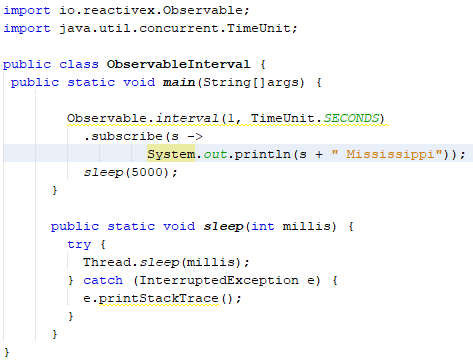 import io.reactivex.Observable;
import java.util.concurrent.TimeUnit;
public class ObservableInterval {
public static void main(String[]args) {
Observable.interval(1, TimeUnit.SECONDS)
.subscribe(s ->
System.out.println(s + " Mississippi"));
sleep(5000);
}
public static void sleep(int millis) {
try {
Thread.sleep(millis);
} catch (InterruptedException e) {
e.printStackTrace();
}
}
}